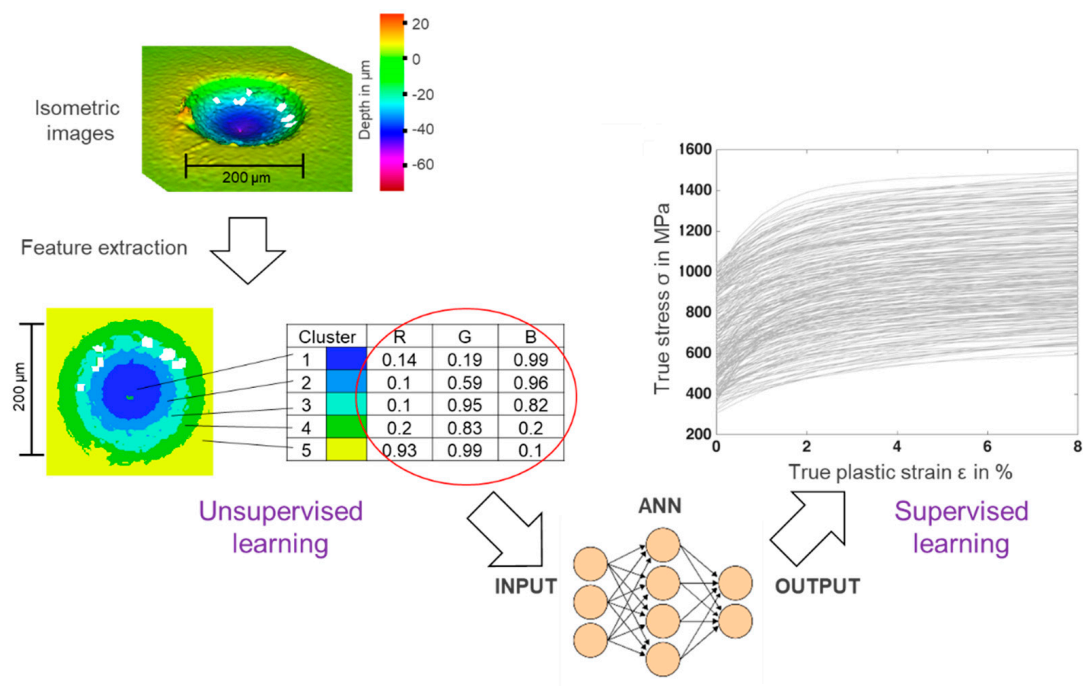 Isometric
images
200 µm
Depth in µm
20
0
-20
-40
-60
Feature extraction
200 µm
Cluster R G B
1 0.14 0.19 0.99
2 0.1 0.59 0.96
3 0.1 0.95 0.82
4 0.2 0.83 0.2
5 0.93 0.99 0.1
Unsupervised
learning
INPUT
ANN
OUTPUT
True stress σ in MPa
1600
1400
1200
1000
800
600
400
200
0 2 4 6 8
True plastic strain ε in %
Supervised
learning